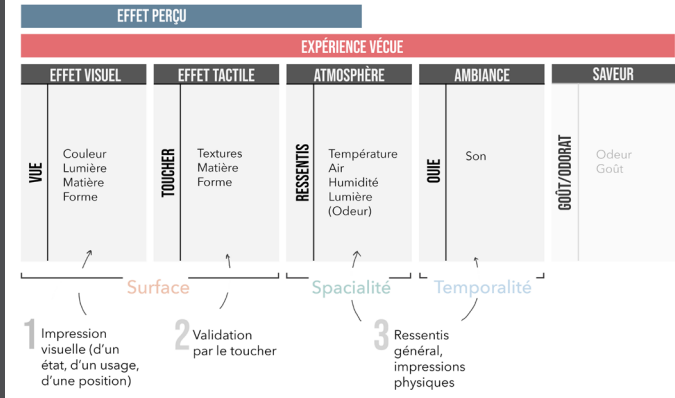 EFFET PERÇU
EXPÉRIENCE VÉCUE
EFFET VISUEL
EFFET TACTILE
ATMOSPHÈRE
AMBIANCE
SAVEUR
VUE
Couleur
Lumière
Matière
Forme
TOUCHER
Textures
Matière
Forme
RESSENTIS
Température
Air
Humidité
Lumière
(Odeur)
OUIE
Son
GOÛT/ODORAT
Odeur
Goût
Surface
Spacialité
Temporalité
1 Impression
visuelle (d'un
état, d'un usage,
d'une position)
2 Validation
par le toucher
3 Ressentis
général,
impressions
physiques